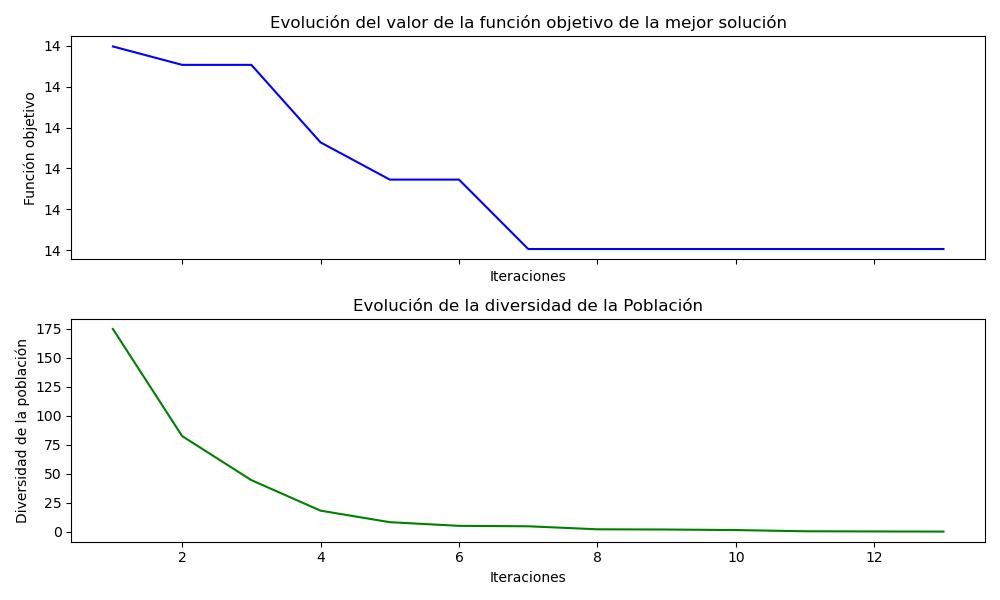 Evolución del valor de la función objetivo de la mejor solución
14
14
14
14
14
14
Función objetivo
Iteraciones
Evolución de la diversidad de la Población
175
150
125
100
75
50
25
0
Diversidad de la población
2 4 6 8 10 12
Iteraciones